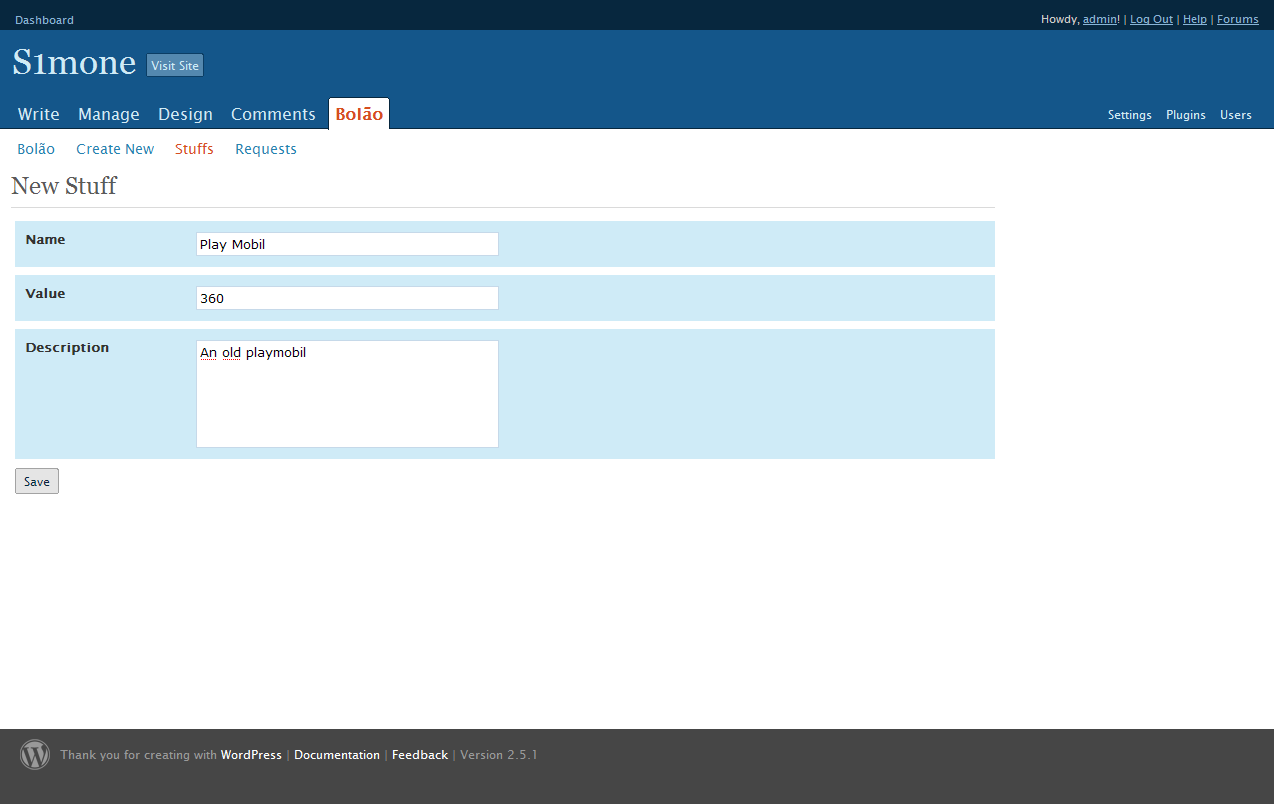 Dashboard Howdy, admin! | Log Out | Help | Forums
S1mone Visit Site
Write Manage Design Comments Bolão Settings Plugins Users
Bolão Create New Stuffs Requests
New Stuff
Name Play Mobil
Value 360
Description An old playmobil
Save
Thank you for creating with WordPress | Documentation | Feedback | Version 2.5.1